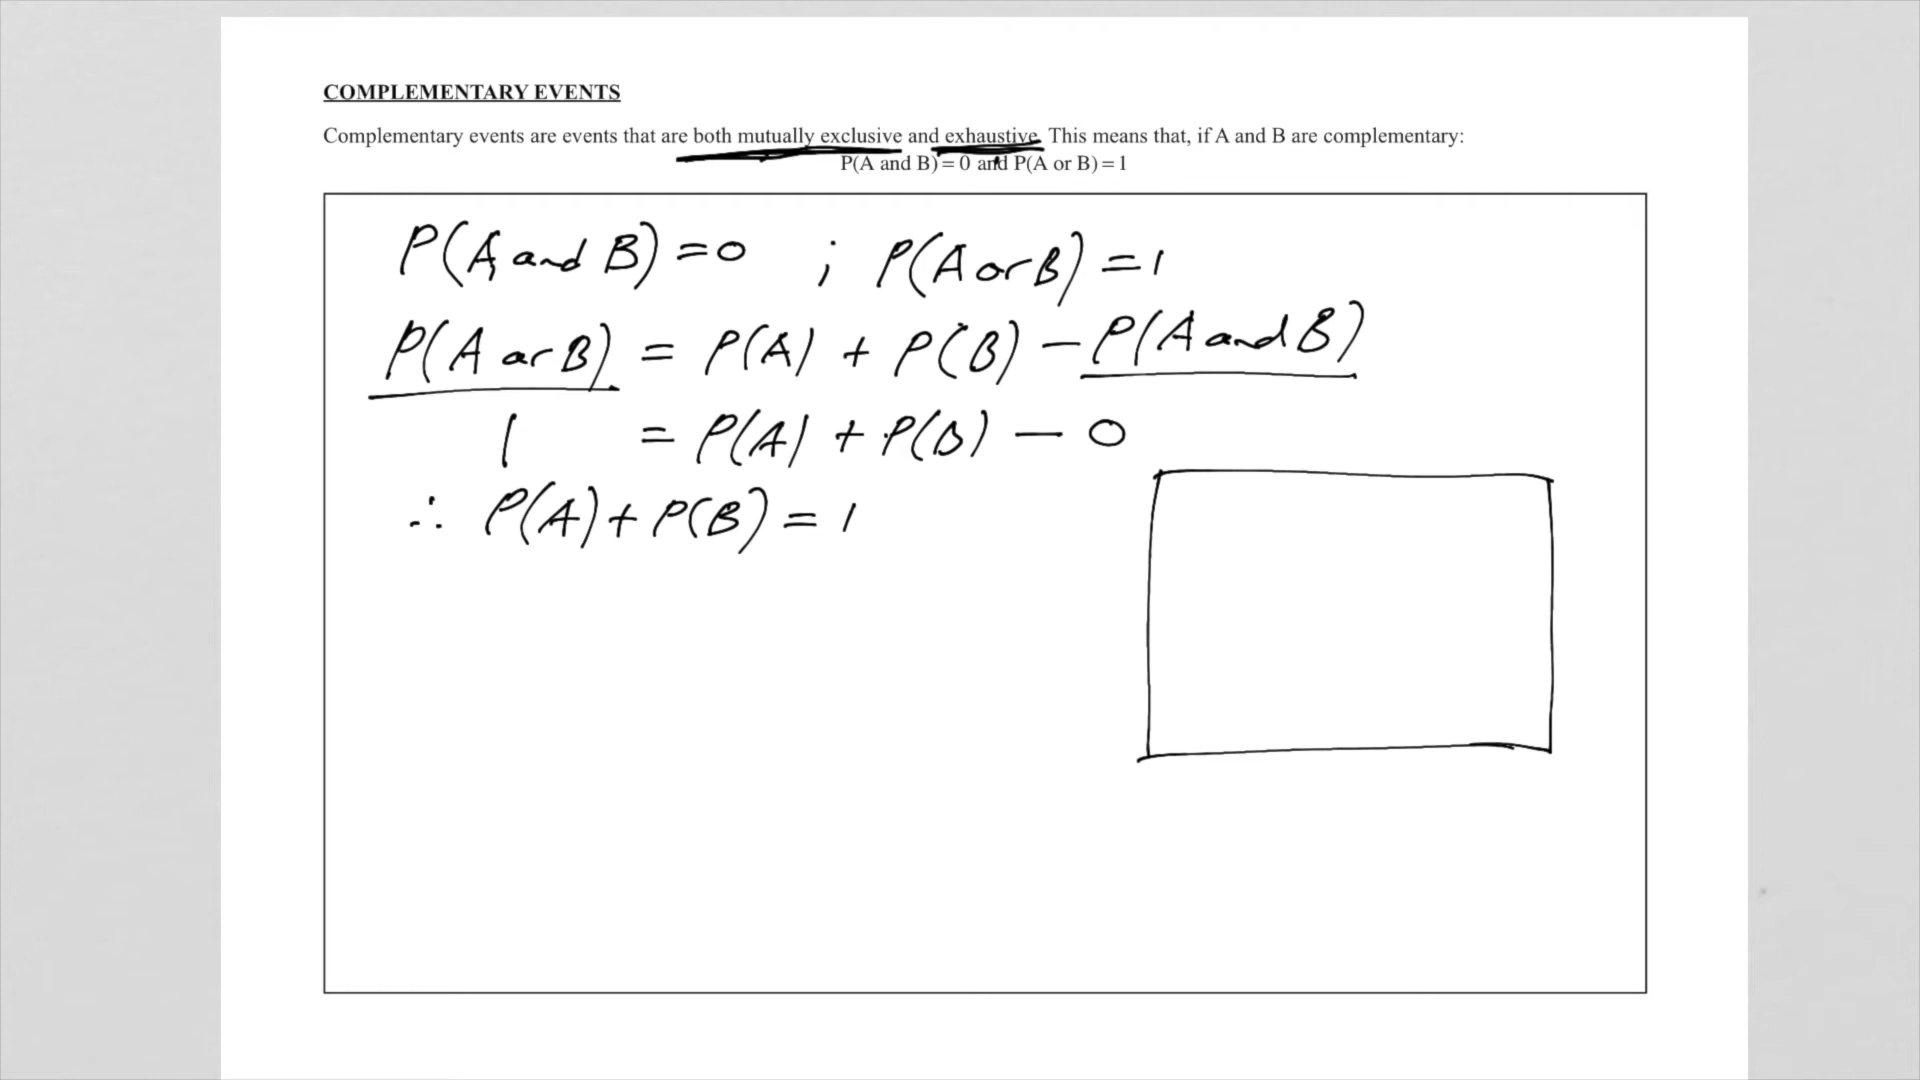 COMPLEMENTARY EVENTS
Complementary events are events that are both mutually exclusive and exhaustive. This means that, if A and B are complementary:
P(A and B) = 0 and P(A or B) = 1
P(A and B) = 0 ; P(A or B) = 1
P(A or B) = P(A) + P(B) - P(A and B)
1 = P(A) + P(B) - 0
∴ P(A) + P(B) = 1